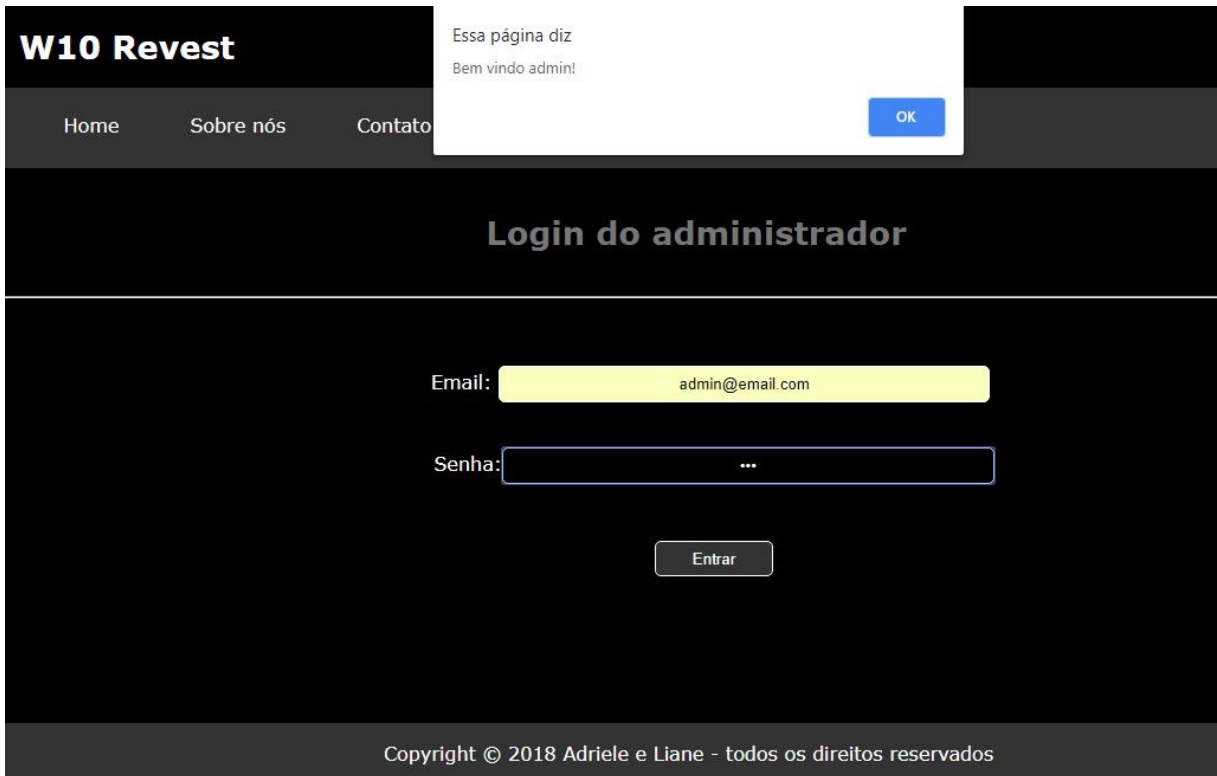 W10 Revest
Essa página diz
Bem vindo admin!
OK
Home Sobre nós Contato
Login do administrador
Email: admin@email.com
Senha: •••
Entrar
Copyright © 2018 Adriele e Liane - todos os direitos reservados